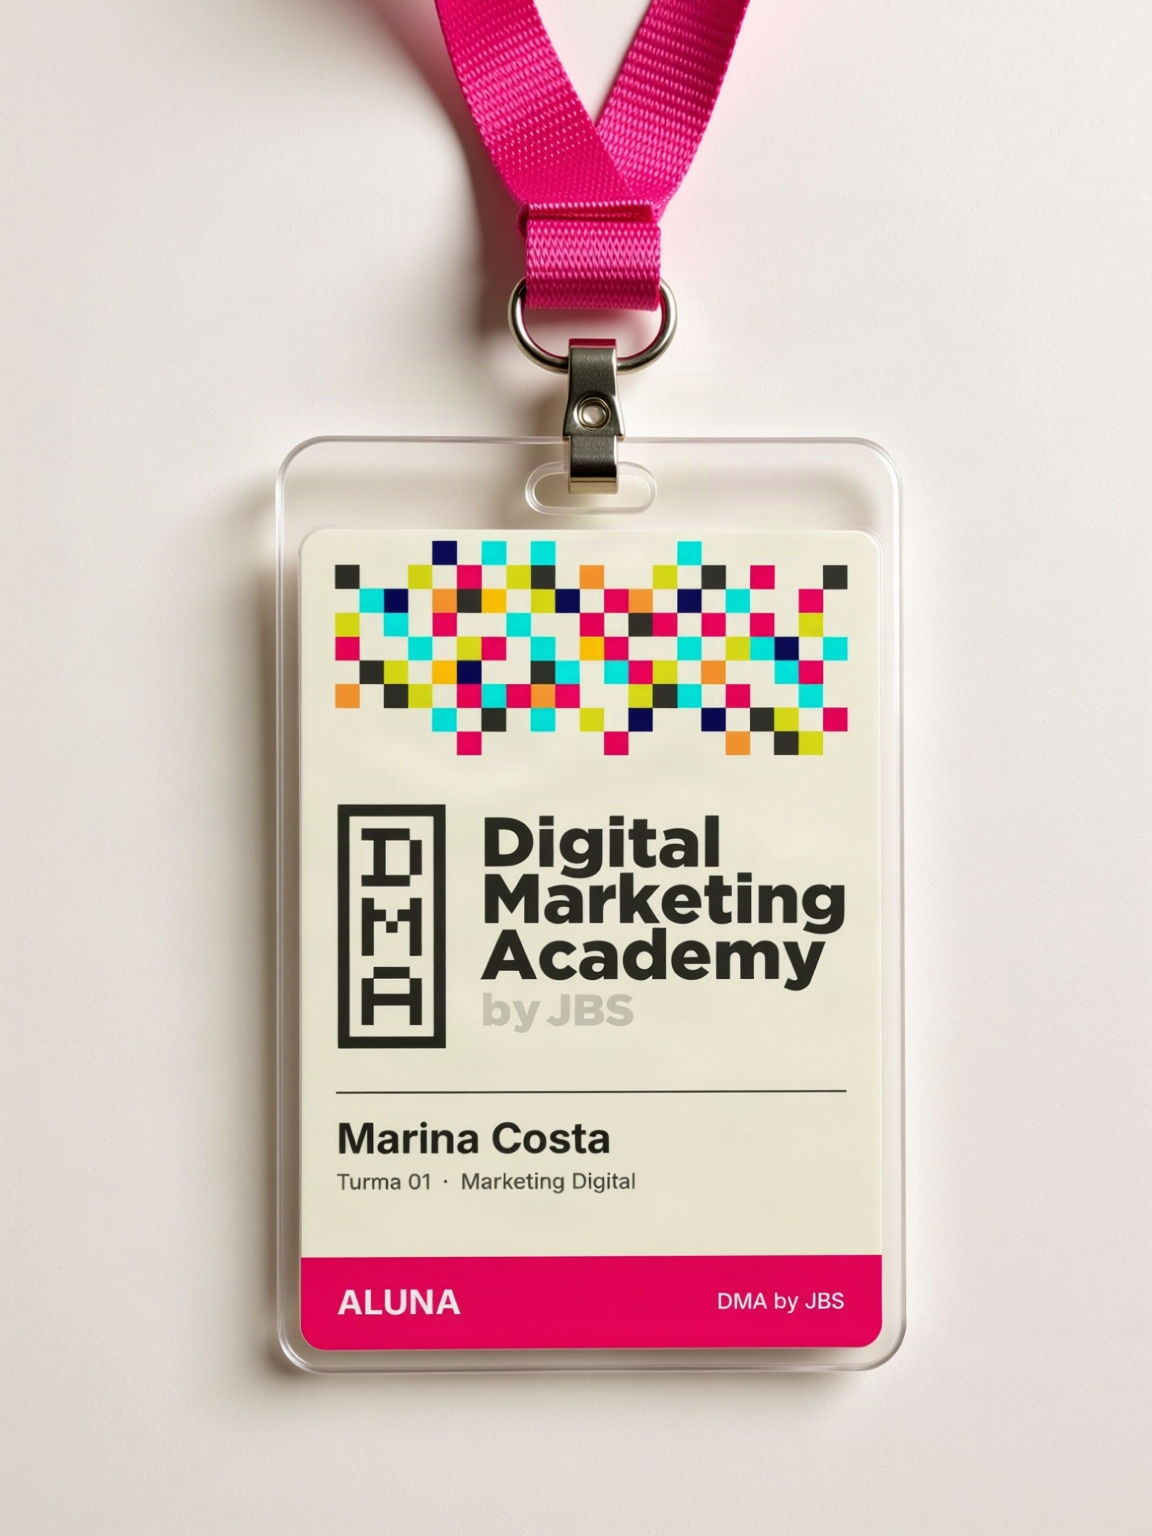 DMA
Digital
Marketing
Academy
by JBS
Marina Costa
Turma 01 · Marketing Digital
ALUNA
DMA by JBS